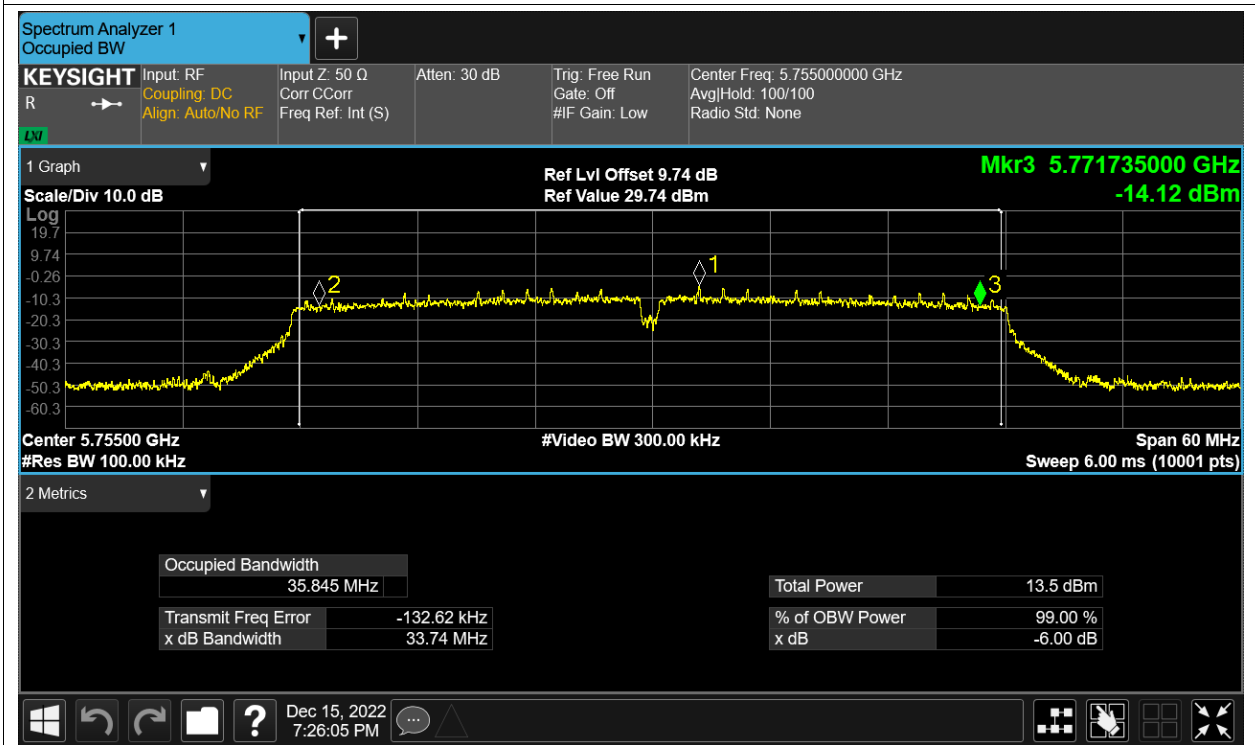 Spectrum Analyzer 1
Occupied BW
KEYSIGHT
R
LXI
Input: RF
Coupling: DC
Align: Auto/No RF
Input Z: 50 Ω
Corr CCorr
Freq Ref: Int (S)
Atten: 30 dB
Trig: Free Run
Gate: Off
#IF Gain: Low
Center Freq: 5.755000000 GHz
Avg|Hold: 100/100
Radio Std: None
1 Graph
Scale/Div 10.0 dB
Ref Lvl Offset 9.74 dB
Ref Value 29.74 dBm
Mkr3 5.771735000 GHz
-14.12 dBm
Log
19.7
9.74
-0.26
-10.3
-20.3
-30.3
-40.3
-50.3
-60.3
2
1
3
Center 5.75500 GHz
#Video BW 300.00 kHz
Span 60 MHz
#Res BW 100.00 kHz
Sweep 6.00 ms (10001 pts)
2 Metrics
Occupied Bandwidth
35.845 MHz
Transmit Freq Error -132.62 kHz
x dB Bandwidth 33.74 MHz
Total Power 13.5 dBm
% of OBW Power 99.00 %
x dB -6.00 dB
?
Dec 15, 2022
7:26:05 PM